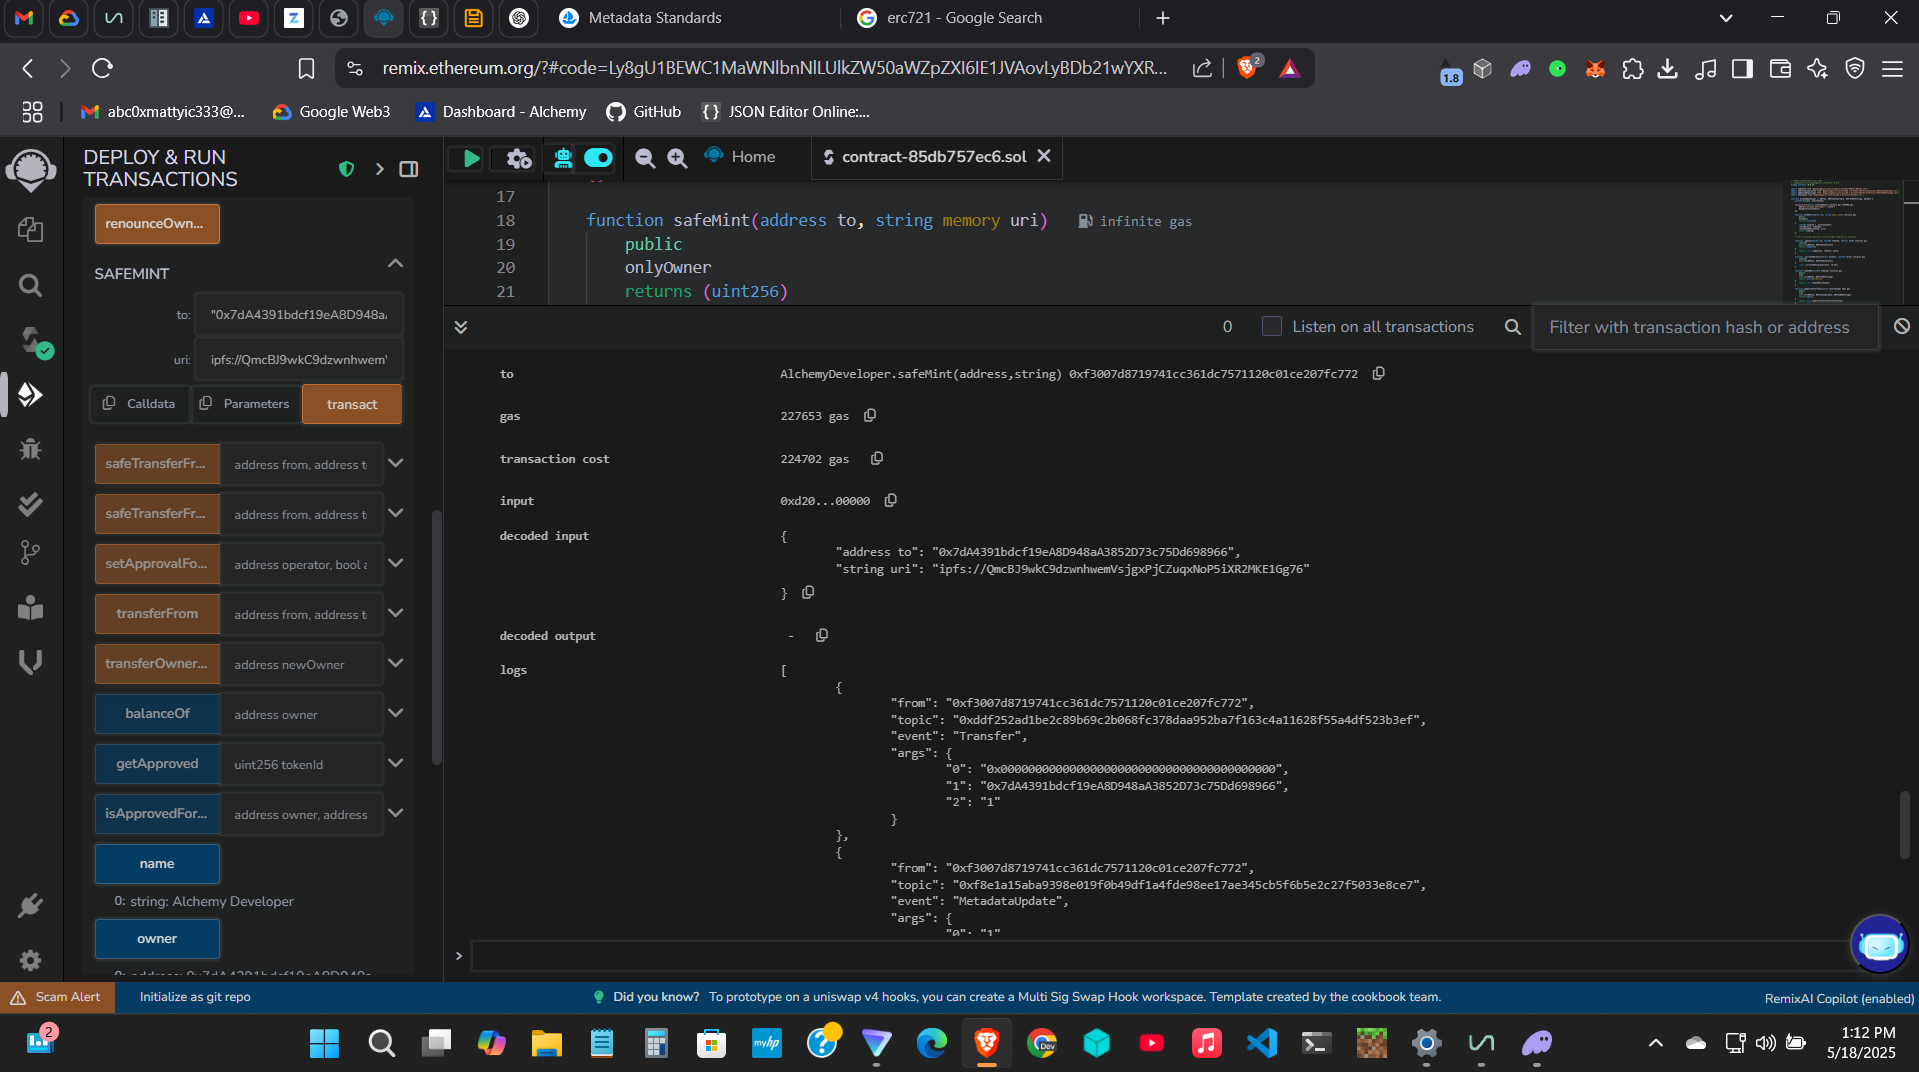 Metadata Standards
erc721 - Google Search
remix.ethereum.org/?#code=Ly8gU1BEWC1MaWNlbnNlLUlkZW50aWZpZXI6IE1JVAovLyBDb21wYXR...
2
1.8
abc0xmattyic333@...
Google Web3
Dashboard - Alchemy
GitHub
JSON Editor Online:...
DEPLOY & RUN
TRANSACTIONS
Home
contract-85db757ec6.sol
renounceOwn...
SAFEMINT
to:
"0x7dA4391bdcf19eA8D948a
uri:
ipfs://QmcBJ9wkC9dzwnhwem
Calldata
Parameters
transact
safeTransferFr...
address from, address t
safeTransferFr...
address from, address t
setApprovalFo...
address operator, bool a
transferFrom
address from, address t
transferOwner...
address newOwner
balanceOf
address owner
getApproved
uint256 tokenId
isApprovedFor...
address owner, address
name
0: string: Alchemy Developer
owner
17
18
function safeMint(address to, string memory uri)
infinite gas
19
public
20
onlyOwner
21
returns (uint256)
0
Listen on all transactions
Filter with transaction hash or address
to
AlchemyDeveloper.safeMint(address,string) 0xf3007d8719741cc361dc7571120c01ce207fc772
gas
227653 gas
transaction cost
224702 gas
input
0xd20...00000
decoded input
{
"address to": "0x7dA4391bdcf19eA8D948aA3852D73c75Dd698966",
"string uri": "ipfs://QmcBJ9wkC9dzwnhwemVsjgxPjCZuqxNoP5iXR2MKE1Gg76"
}
decoded output
-
logs
[
{
"from": "0xf3007d8719741cc361dc7571120c01ce207fc772",
"topic": "0xddf252ad1be2c89b69c2b068fc378daa952ba7f163c4a11628f55a4df523b3ef",
"event": "Transfer",
"args": {
"0": "0x0000000000000000000000000000000000000000",
"1": "0x7dA4391bdcf19eA8D948aA3852D73c75Dd698966",
"2": "1"
}
},
{
"from": "0xf3007d8719741cc361dc7571120c01ce207fc772",
"topic": "0xf8e1a15aba9398e019f0b49df1a4fde98ee17ae345cb5f6b5e2c27f5033e8ce7",
"event": "MetadataUpdate",
"args": {
"0": "1"
>
Scam Alert
Initialize as git repo
Did you know? To prototype on a uniswap v4 hooks, you can create a Multi Sig Swap Hook workspace. Template created by the cookbook team.
RemixAI Copilot (enabled)
2
myhp
Dev
1:12 PM
5/18/2025